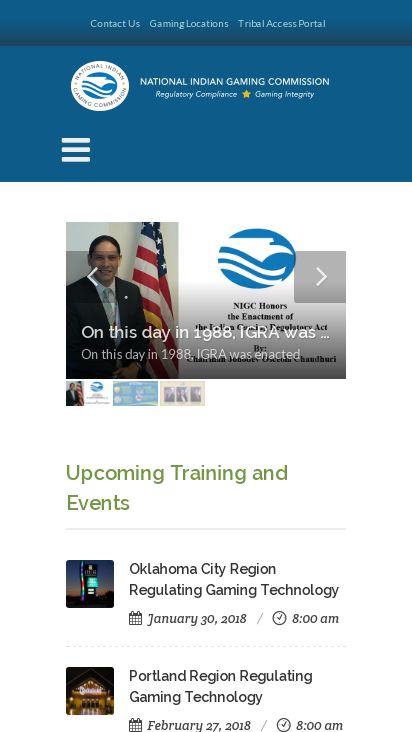 Contact Us Gaming Locations Tribal Access Portal
NATIONAL INDIAN GAMING COMMISSION
Regulatory Compliance ★ Gaming Integrity
NIGC Honors
the Enactment of
the Indian Gaming Regulatory Act
On this day in 1988, IGRA was ...
By:
On this day in 1988, IGRA was enacted
Chairman Jonodev Osceola Chaudhuri
Upcoming Training and
Events
Oklahoma City Region
Regulating Gaming Technology
January 30, 2018 / 8:00 am
Portland Region Regulating
Gaming Technology
February 27, 2018 / 8:00 am